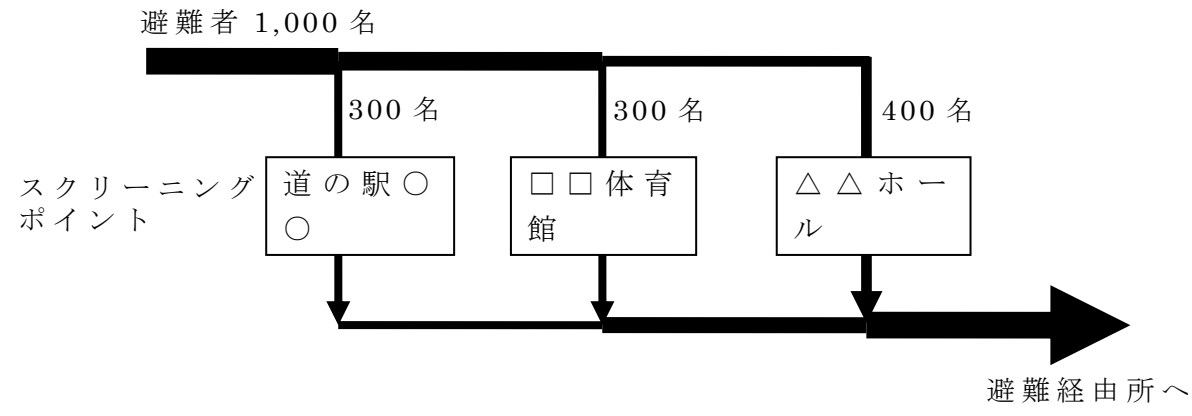 避難者 1,000 名
300 名
300 名
400 名
スクリーニング
ポイント
道の駅○
○
□□体育
館
△△ホー
ル
避難経由所へ